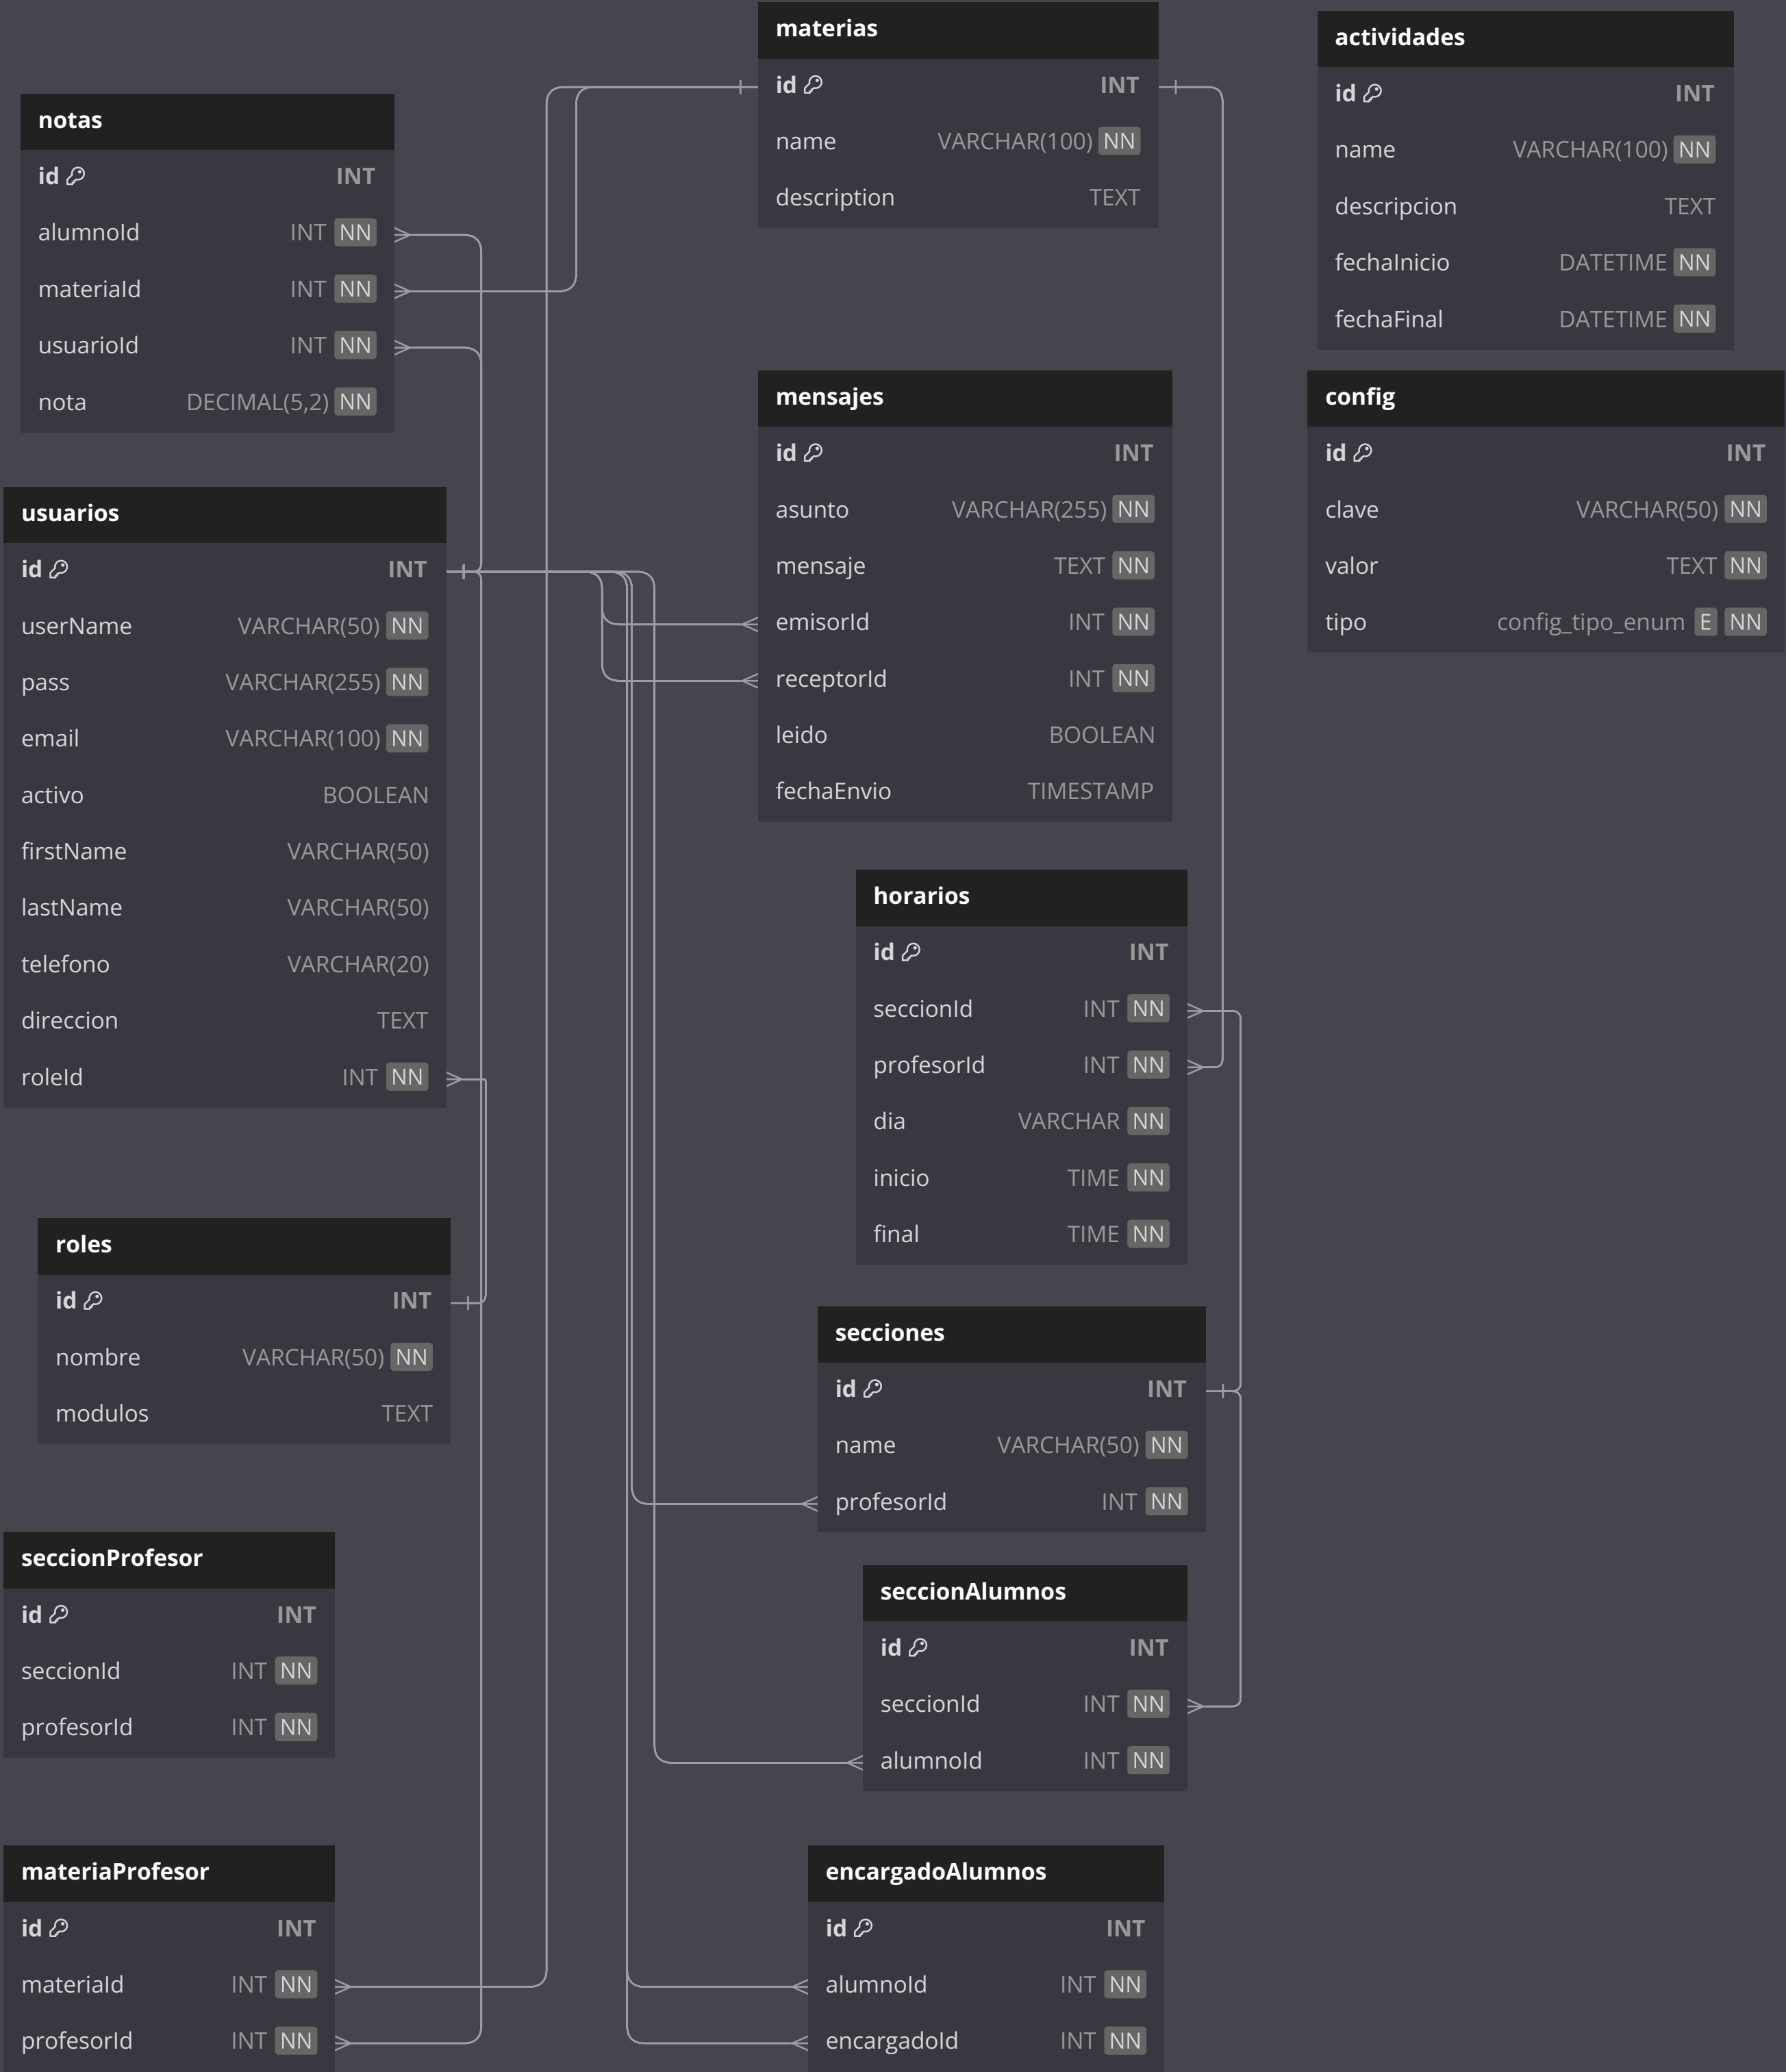 notas
id INT
alumnoId INT NN
materiaId INT NN
usuarioId INT NN
nota DECIMAL(5,2) NN
usuarios
id INT
userName VARCHAR(50) NN
pass VARCHAR(255) NN
email VARCHAR(100) NN
activo BOOLEAN
firstName VARCHAR(50)
lastName VARCHAR(50)
telefono VARCHAR(20)
direccion TEXT
roleId INT NN
roles
id INT
nombre VARCHAR(50) NN
modulos TEXT
seccionProfesor
id INT
seccionId INT NN
profesorId INT NN
materiaProfesor
id INT
materiaId INT NN
profesorId INT NN
materias
id INT
name VARCHAR(100) NN
description TEXT
mensajes
id INT
asunto VARCHAR(255) NN
mensaje TEXT NN
emisorId INT NN
receptorId INT NN
leido BOOLEAN
fechaEnvio TIMESTAMP
horarios
id INT
seccionId INT NN
profesorId INT NN
dia VARCHAR NN
inicio TIME NN
final TIME NN
secciones
id INT
name VARCHAR(50) NN
profesorId INT NN
seccionAlumnos
id INT
seccionId INT NN
alumnoId INT NN
encargadoAlumnos
id INT
alumnoId INT NN
encargadoId INT NN
actividades
id INT
name VARCHAR(100) NN
descripcion TEXT
fechaInicio DATETIME NN
fechaFinal DATETIME NN
config
id INT
clave VARCHAR(50) NN
valor TEXT NN
tipo config_tipo_enum E NN